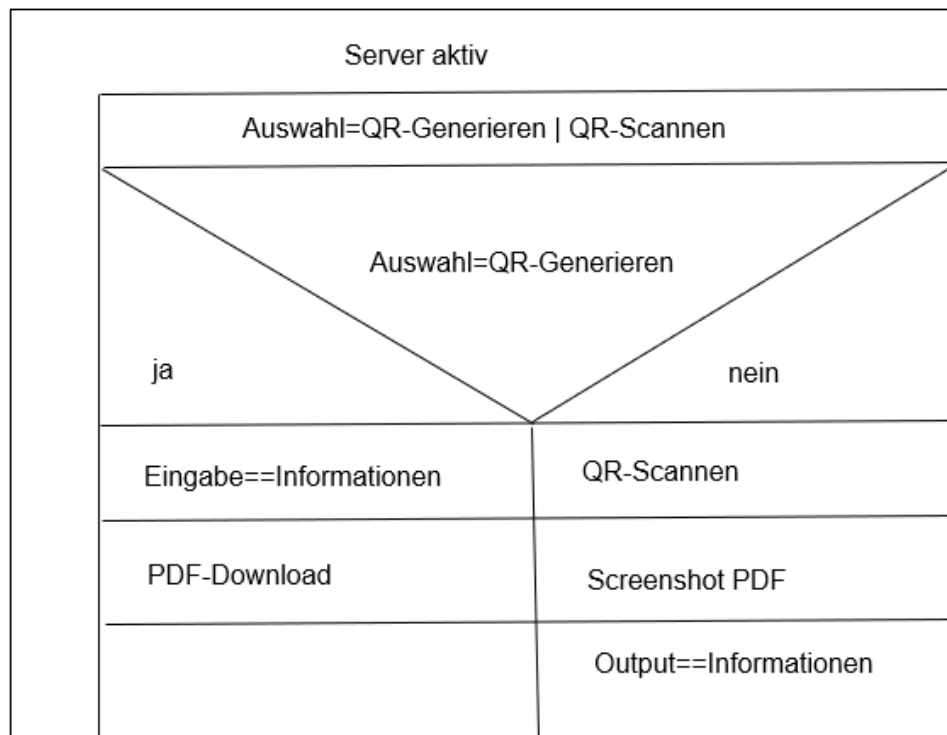 Server aktiv
Auswahl=QR-Generieren | QR-Scannen
Auswahl=QR-Generieren
ja
nein
Eingabe==Informationen
QR-Scannen
PDF-Download
Screenshot PDF
Output==Informationen